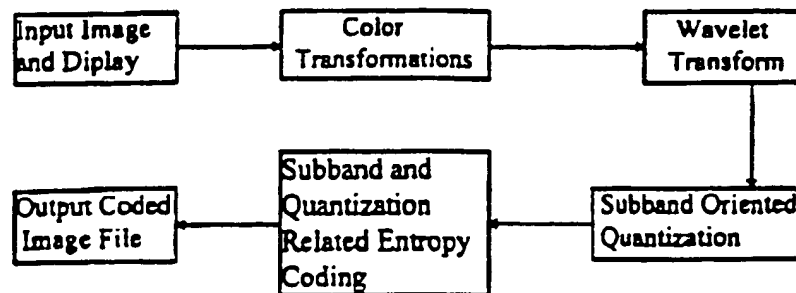 Input Image
and Diplay
Color
Transformations
Wavelet
Transform
Subband Oriented
Quantization
Subband and
Quantization
Related Entropy
Coding
Output Coded
Image File